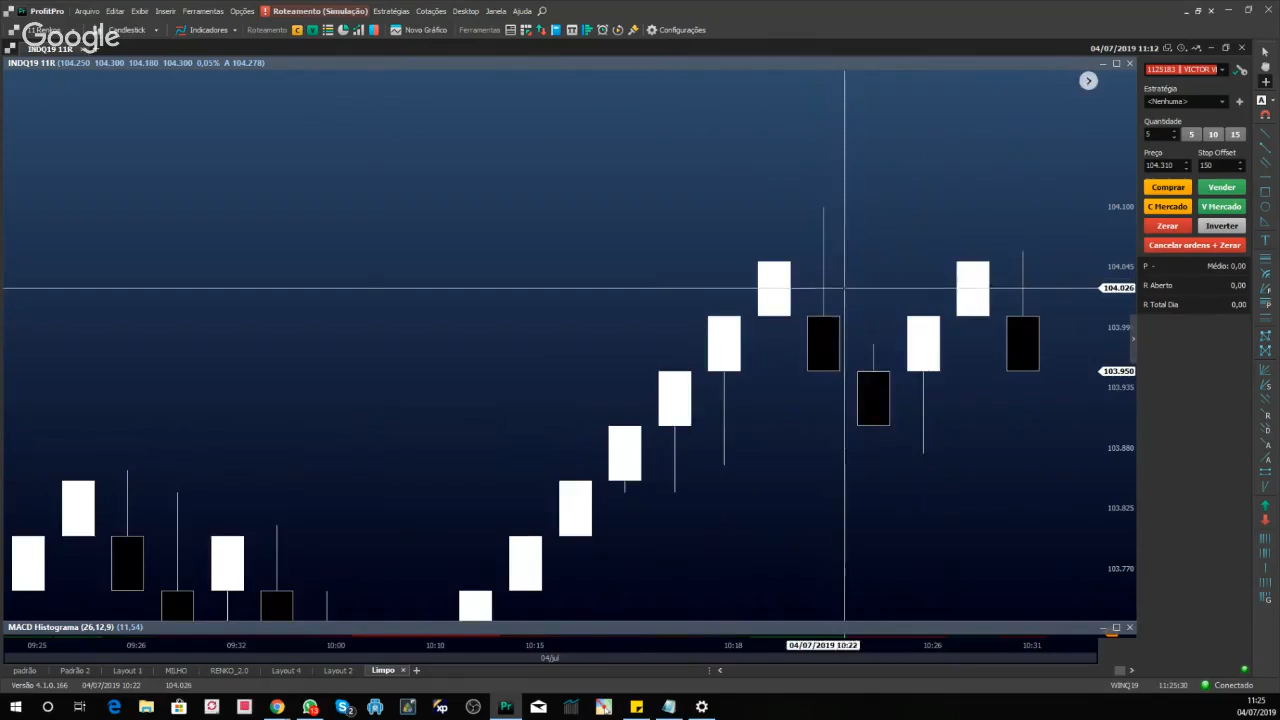 ProfitPro
Arquivo Editar Exibir Inserir Ferramentas Opções Roteamento (Simulação) Estratégias Cotações Desktop Janela Ajuda
Candlestick Indicadores Roteamento C V Novo Gráfico Ferramentas Configurações
Google
INDQ19 11R
04/07/2019 11:12
INDQ19 11R (104.250 104.300 104.180 104.300 0,05% A 104.278)
1125183
VICTOR
Estratégia
<Nenhuma>
Quantidade
5 5 10 15
Preço Stop Offset
104.310 150
Comprar Vender
C Mercado V Mercado
Zerar Inverter
Cancelar ordens + Zerar
P - Médio: 0,00
R Aberto 0,00
R Total Dia 0,00
104.100
104.045
104.026
103.99
103.950
103.935
103.880
103.825
103.770
MACD Histograma (26,12,9) (11,54)
09:25 09:26 09:32 10:00 10:10 10:15 10:18 04/07/2019 10:22 10:26 10:31
04/jul
padrão Padrão 2 Layout 1 MILHO RENKO_2.0 Layout 4 Layout 2 Limpo
Versão 4.1.0.166 04/07/2019 10:22 104.026 WINQ19 11:25:30 Conectado
11:25
04/07/2019